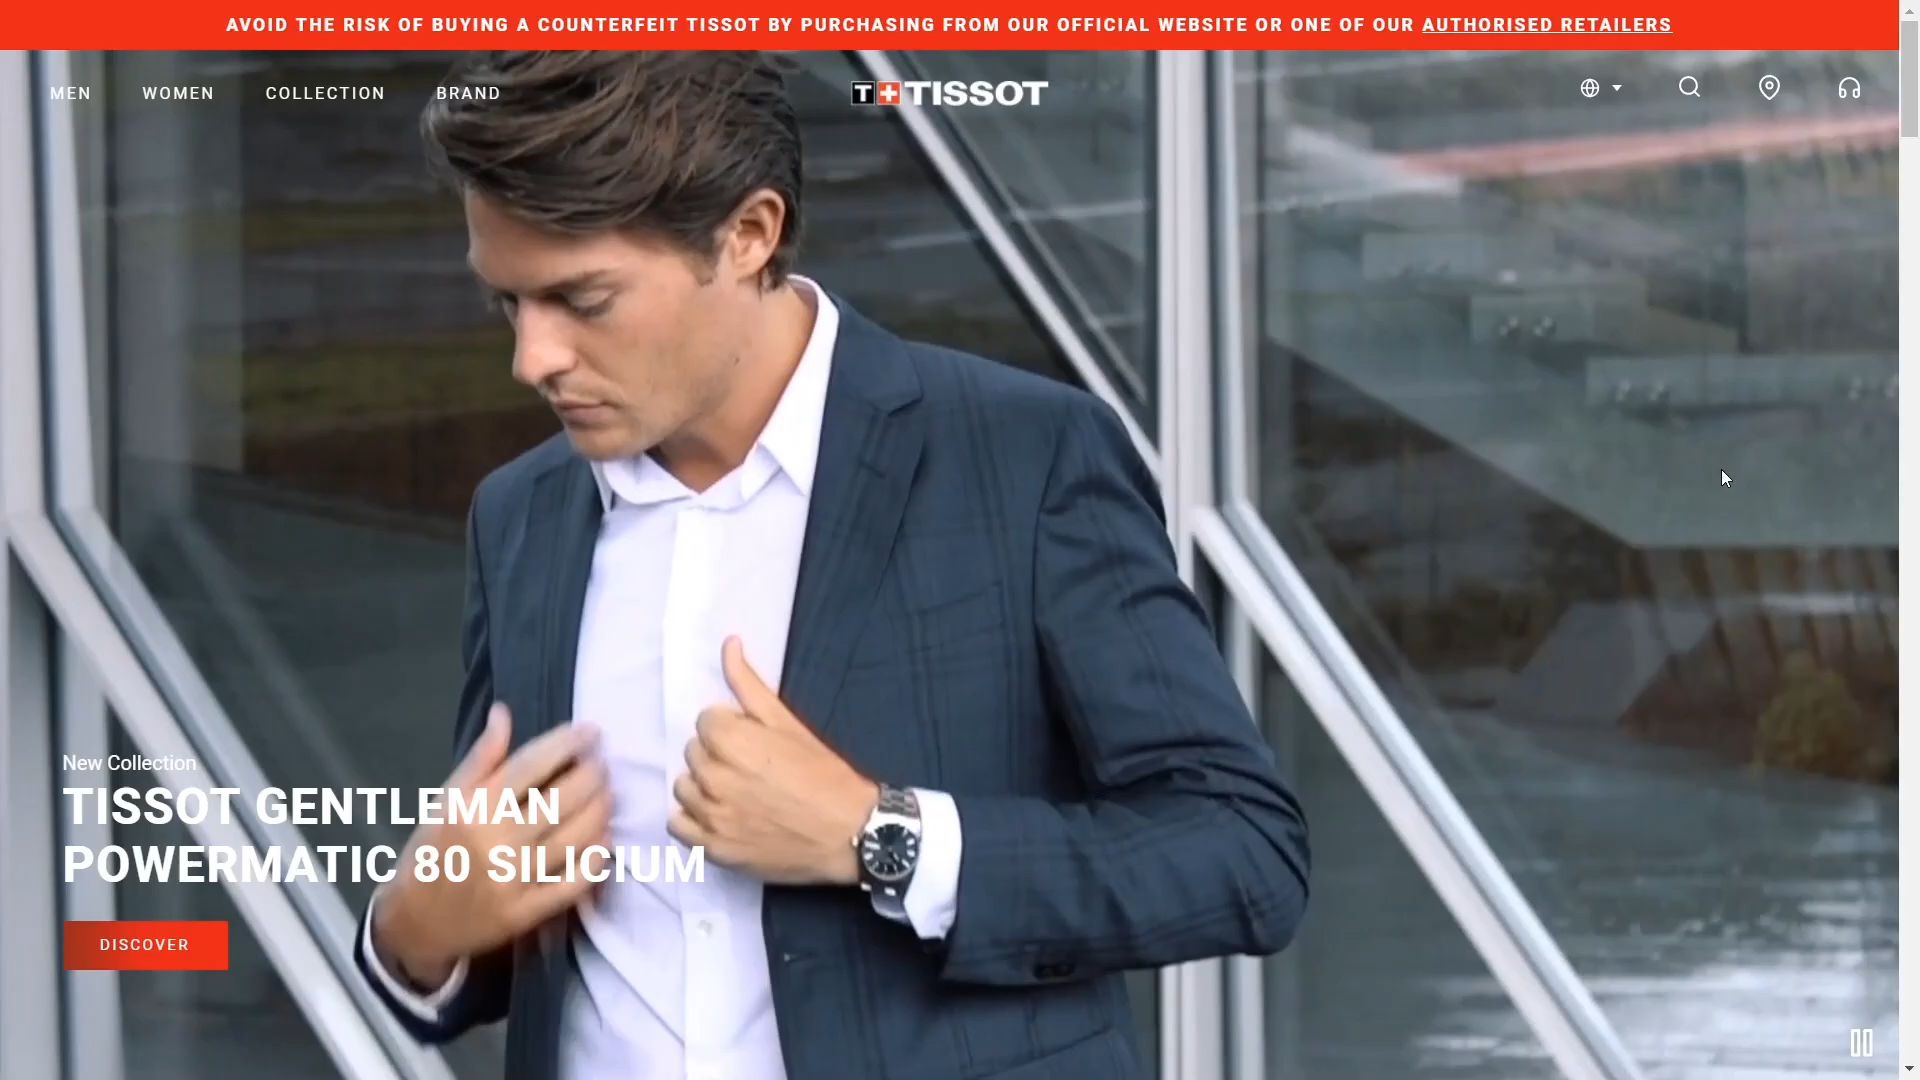 AVOID THE RISK OF BUYING A COUNTERFEIT TISSOT BY PURCHASING FROM OUR OFFICIAL WEBSITE OR ONE OF OUR AUTHORISED RETAILERS
MEN WOMEN COLLECTION BRAND
T+ TISSOT
New Collection
TISSOT GENTLEMAN
POWERMATIC 80 SILICIUM
DISCOVER